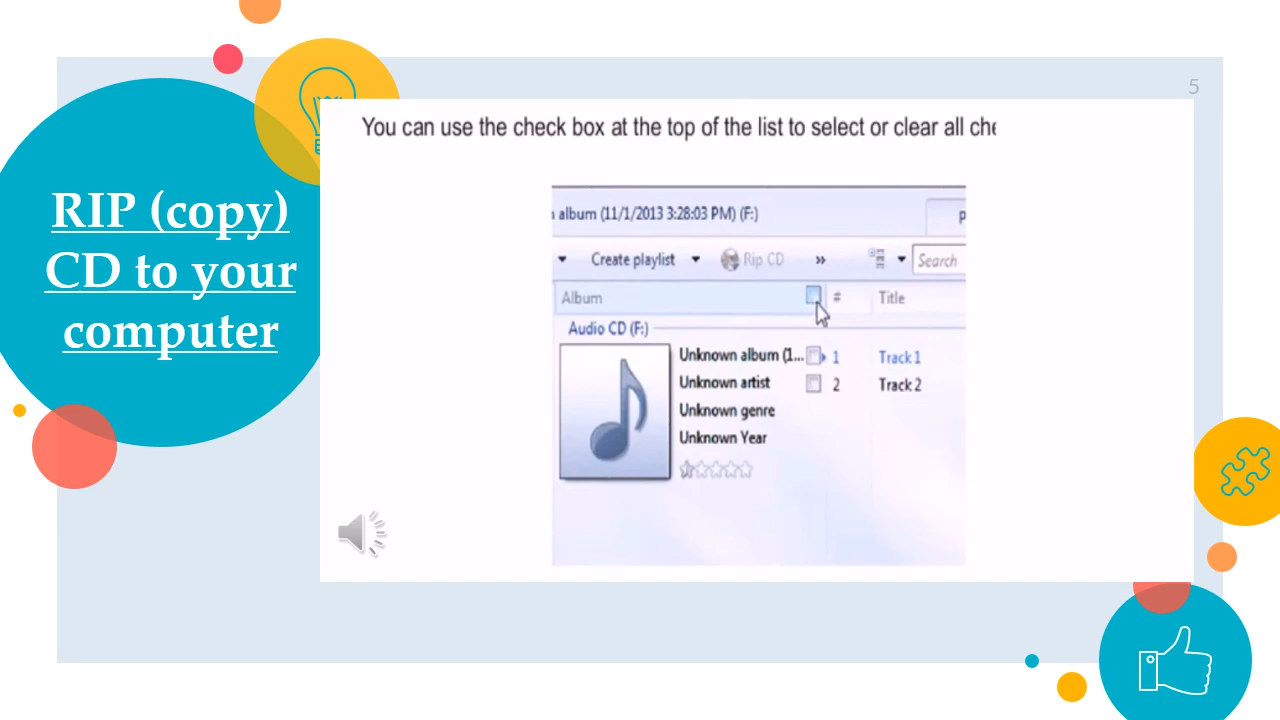 5
RIP (copy)
CD to your
computer
You can use the check box at the top of the list to select or clear all che
album (11/1/2013 3:28:03 PM) (F:)
Create playlist Rip CD » Search
Album # Title
Audio CD (F:)
Unknown album (1... 1 Track 1
Unknown artist 2 Track 2
Unknown genre
Unknown Year